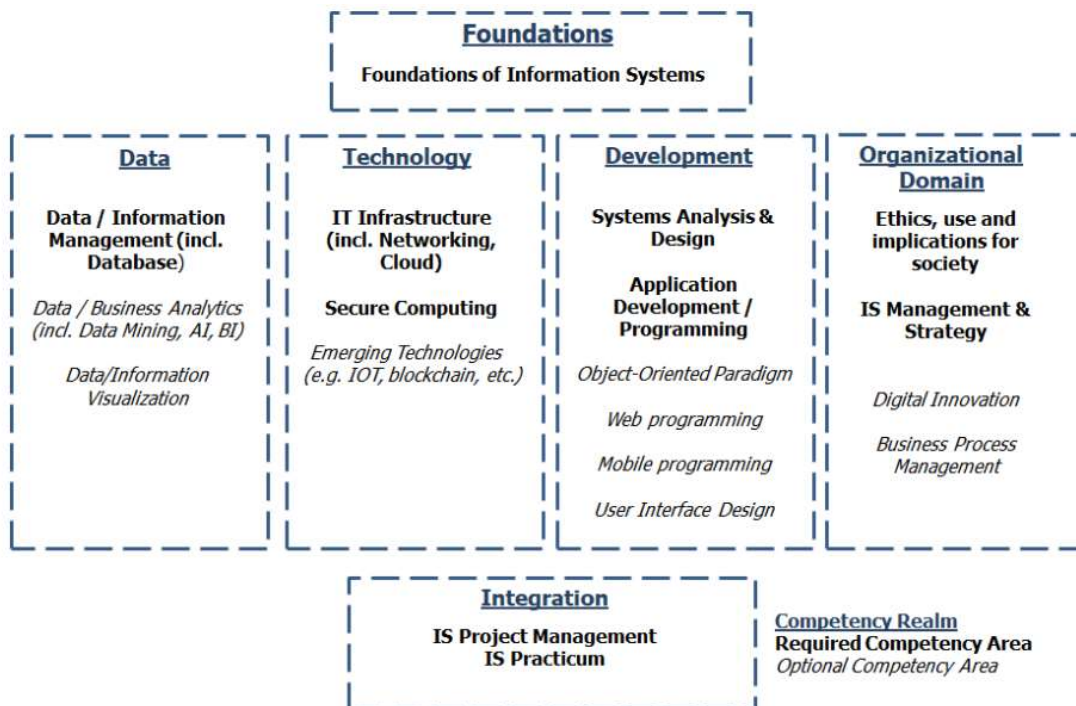 Foundations
Foundations of Information Systems
Data
Data / Information
Management (incl.
Database)
Data / Business Analytics
(incl. Data Mining, AI, BI)
Data/Information
Visualization
Technology
IT Infrastructure
(incl. Networking,
Cloud)
Secure Computing
Emerging Technologies
(e.g. IOT, blockchain, etc.)
Development
Systems Analysis &
Design
Application
Development /
Programming
Object-Oriented Paradigm
Web programming
Mobile programming
User Interface Design
Organizational
Domain
Ethics, use and
implications for
society
IS Management &
Strategy
Digital Innovation
Business Process
Management
Integration
IS Project Management
IS Practicum
Competency Realm
Required Competency Area
Optional Competency Area